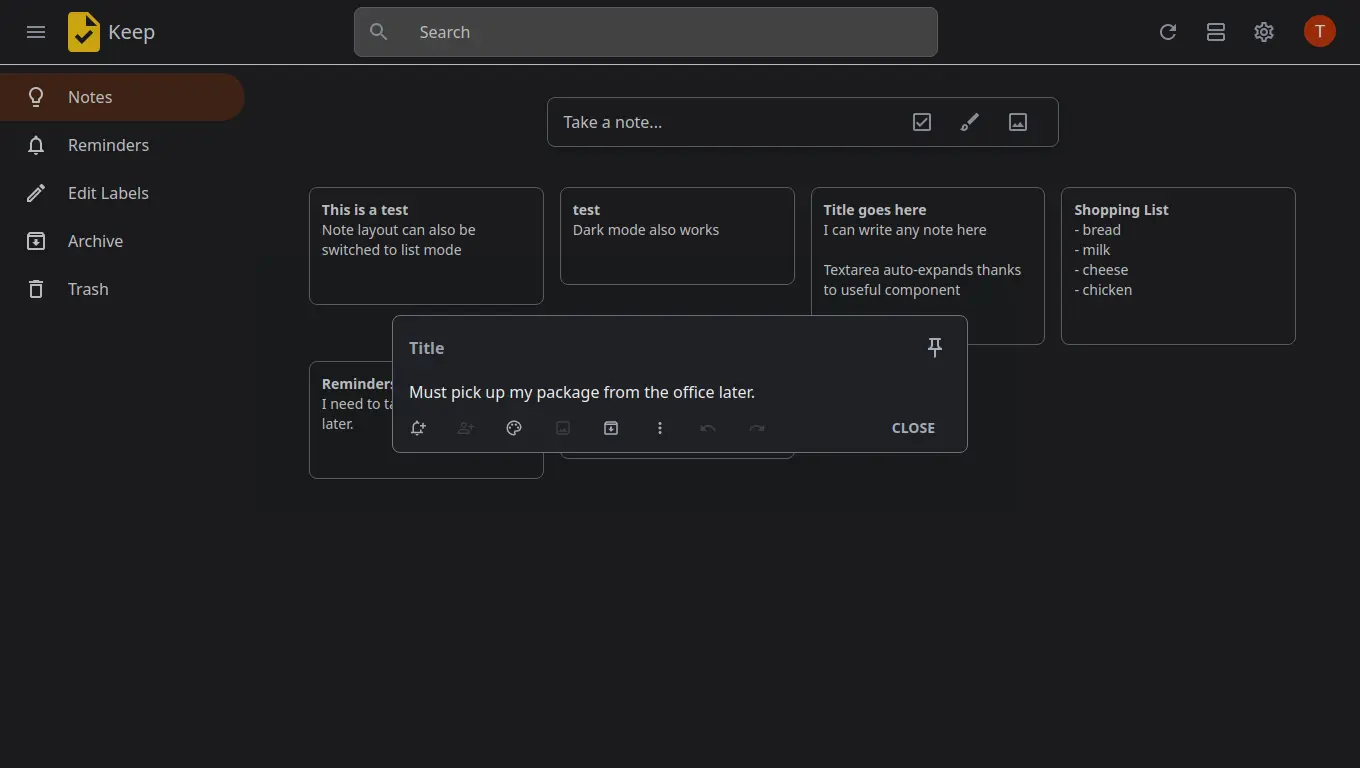 Keep
Search
T
Notes
Reminders
Edit Labels
Archive
Trash
Take a note...
This is a test
Note layout can also be
switched to list mode
test
Dark mode also works
Title goes here
I can write any note here
Textarea auto-expands thanks
to useful component
Shopping List
- bread
- milk
- cheese
- chicken
Reminders
I need to ta
later.
Title
Must pick up my package from the office later.
CLOSE